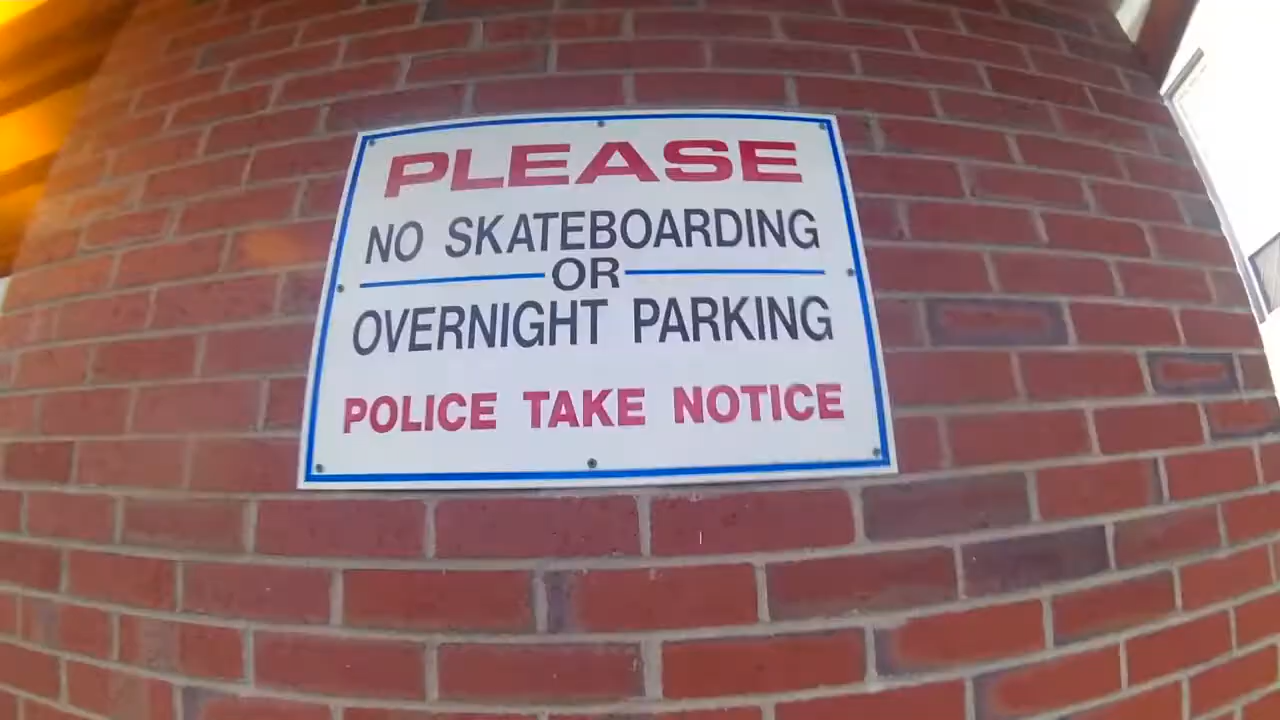 PLEASE
NO SKATEBOARDING
OR
OVERNIGHT PARKING
POLICE TAKE NOTICE